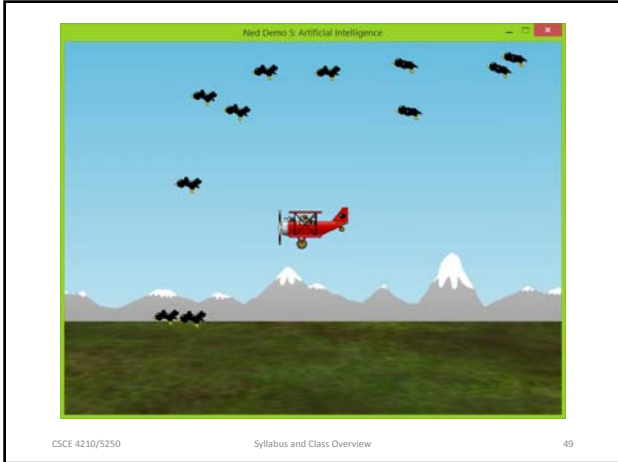 Ned Demo 5: Artificial Intelligence
CSCE 4210/5250 Syllabus and Class Overview 49